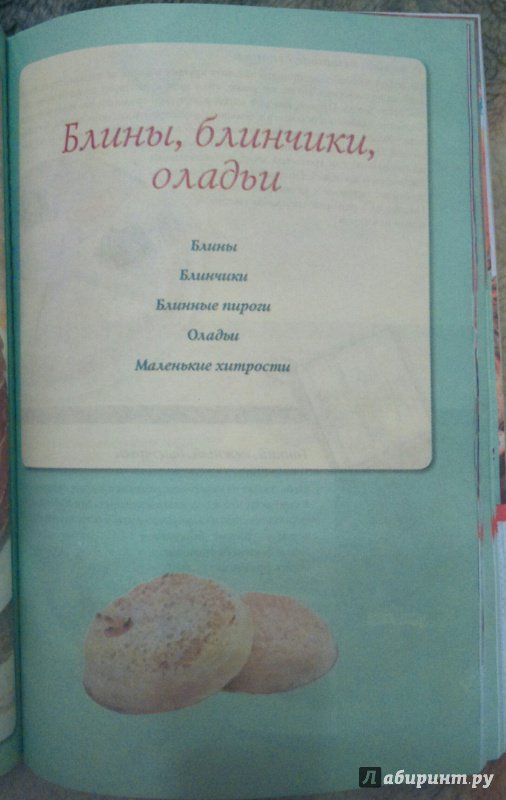 Блины, блинчики,
оладьи
Блины
Блинчики
Блинные пироги
Оладьи
Маленькие хитрости
Лабиринт.ру